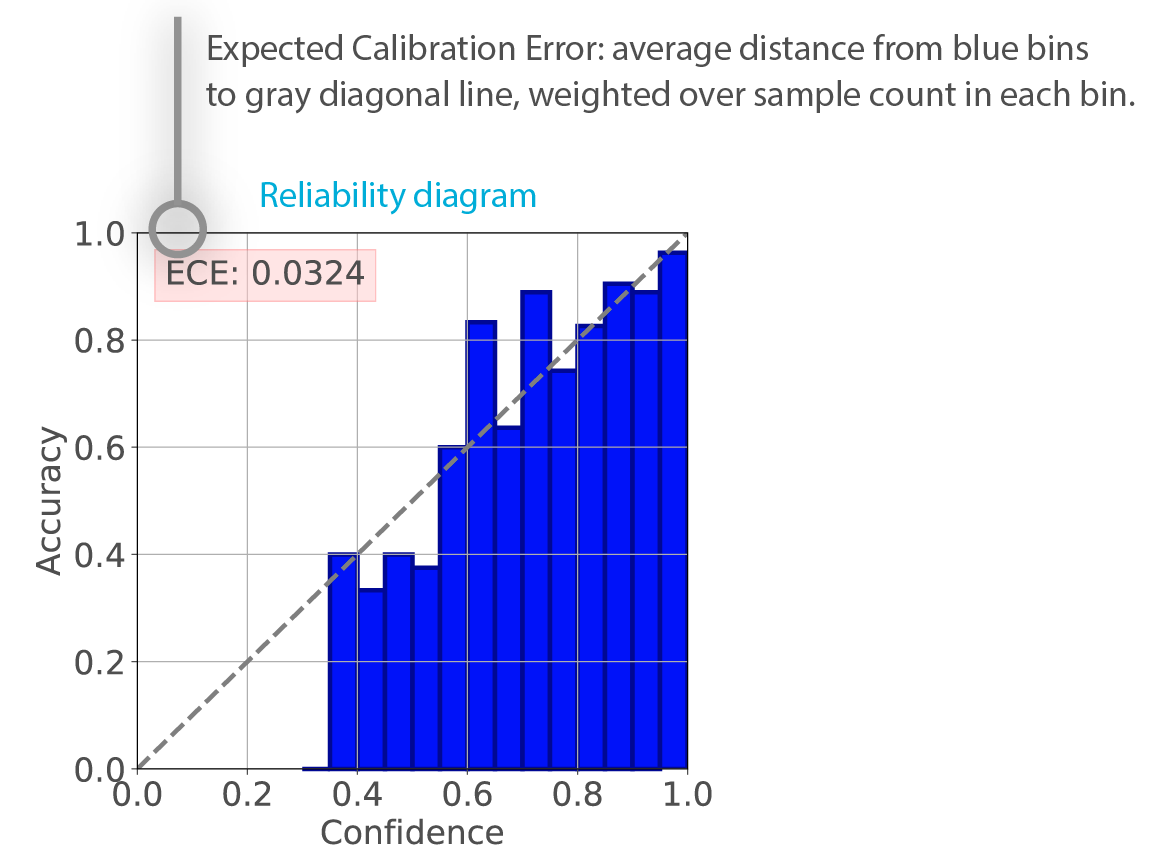 Expected Calibration Error: average distance from blue bins
to gray diagonal line, weighted over sample count in each bin.
Reliability diagram
ECE: 0.0324
1.0
0.8
0.6
0.4
0.2
0.0
Accuracy
0.0 0.2 0.4 0.6 0.8 1.0
Confidence